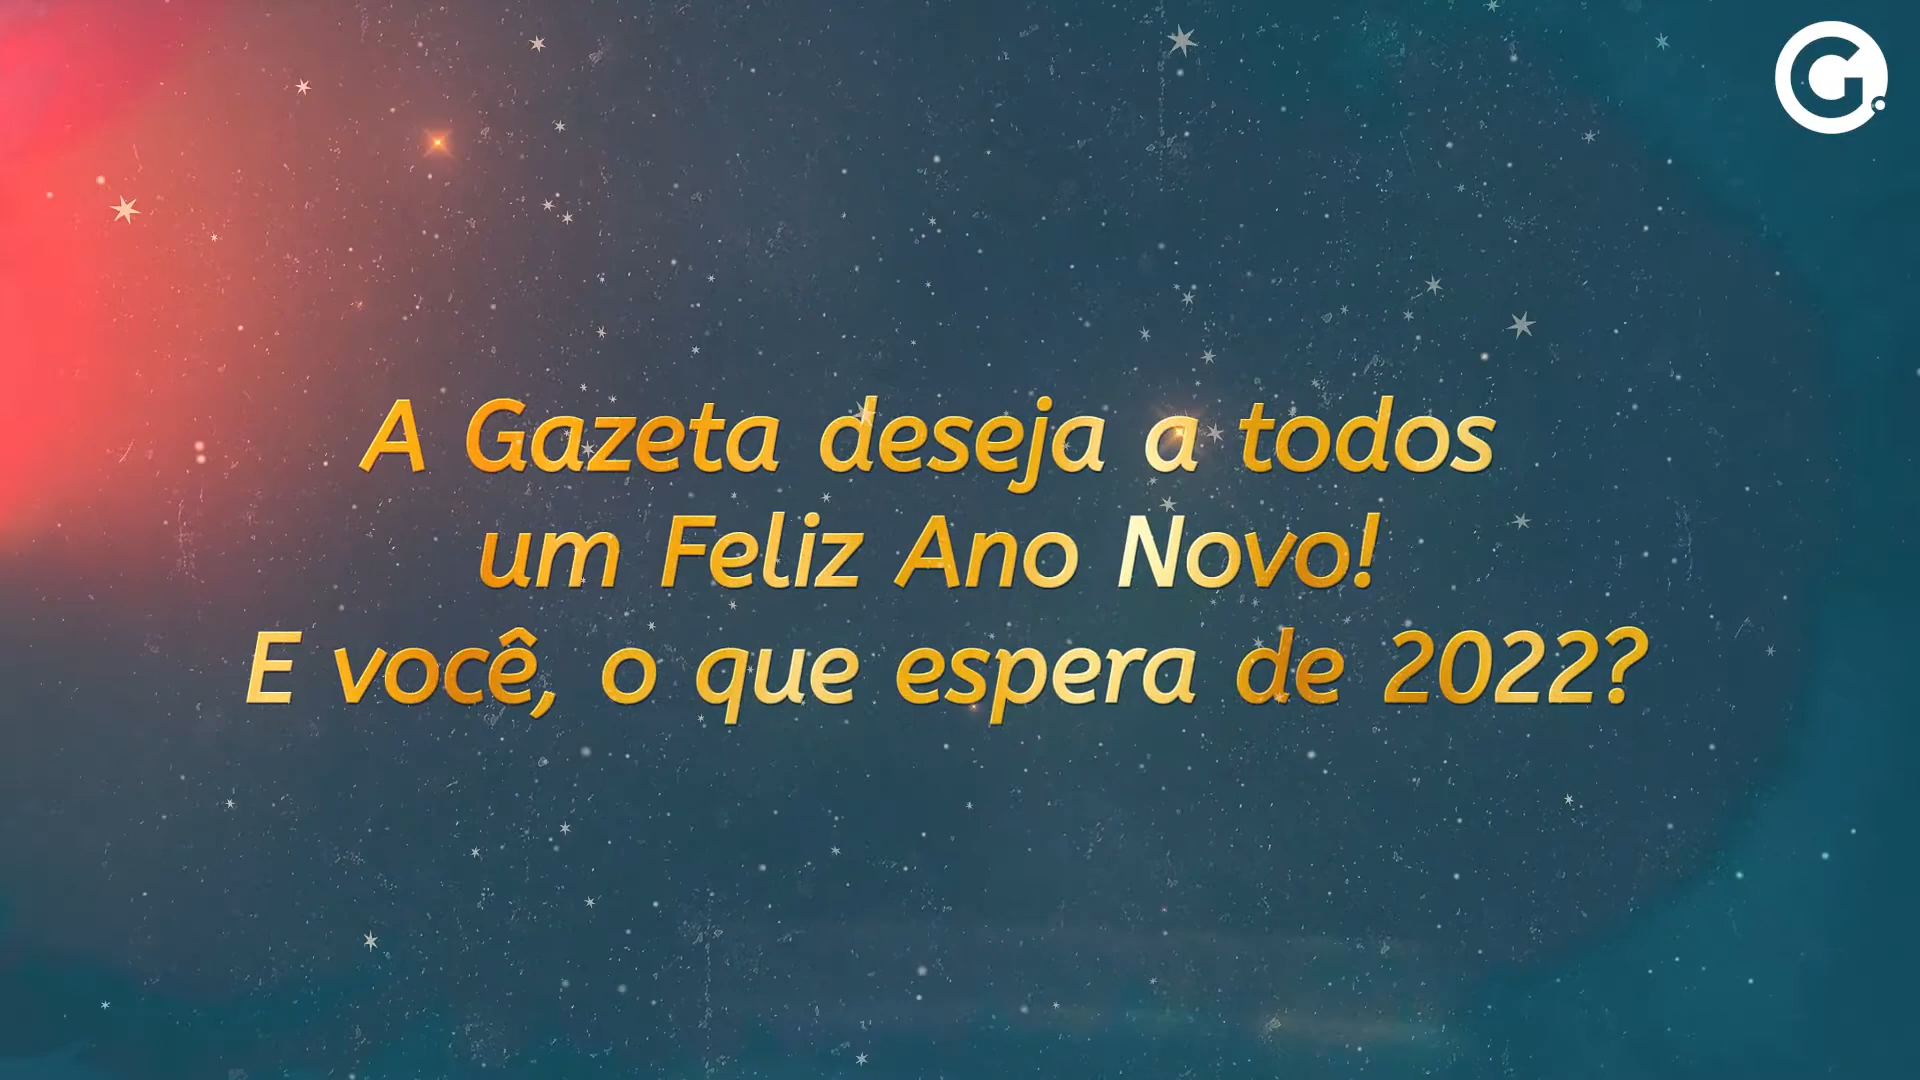 G.
A Gazeta deseja a todos
um Feliz Ano Novo!
E você, o que espera de 2022?